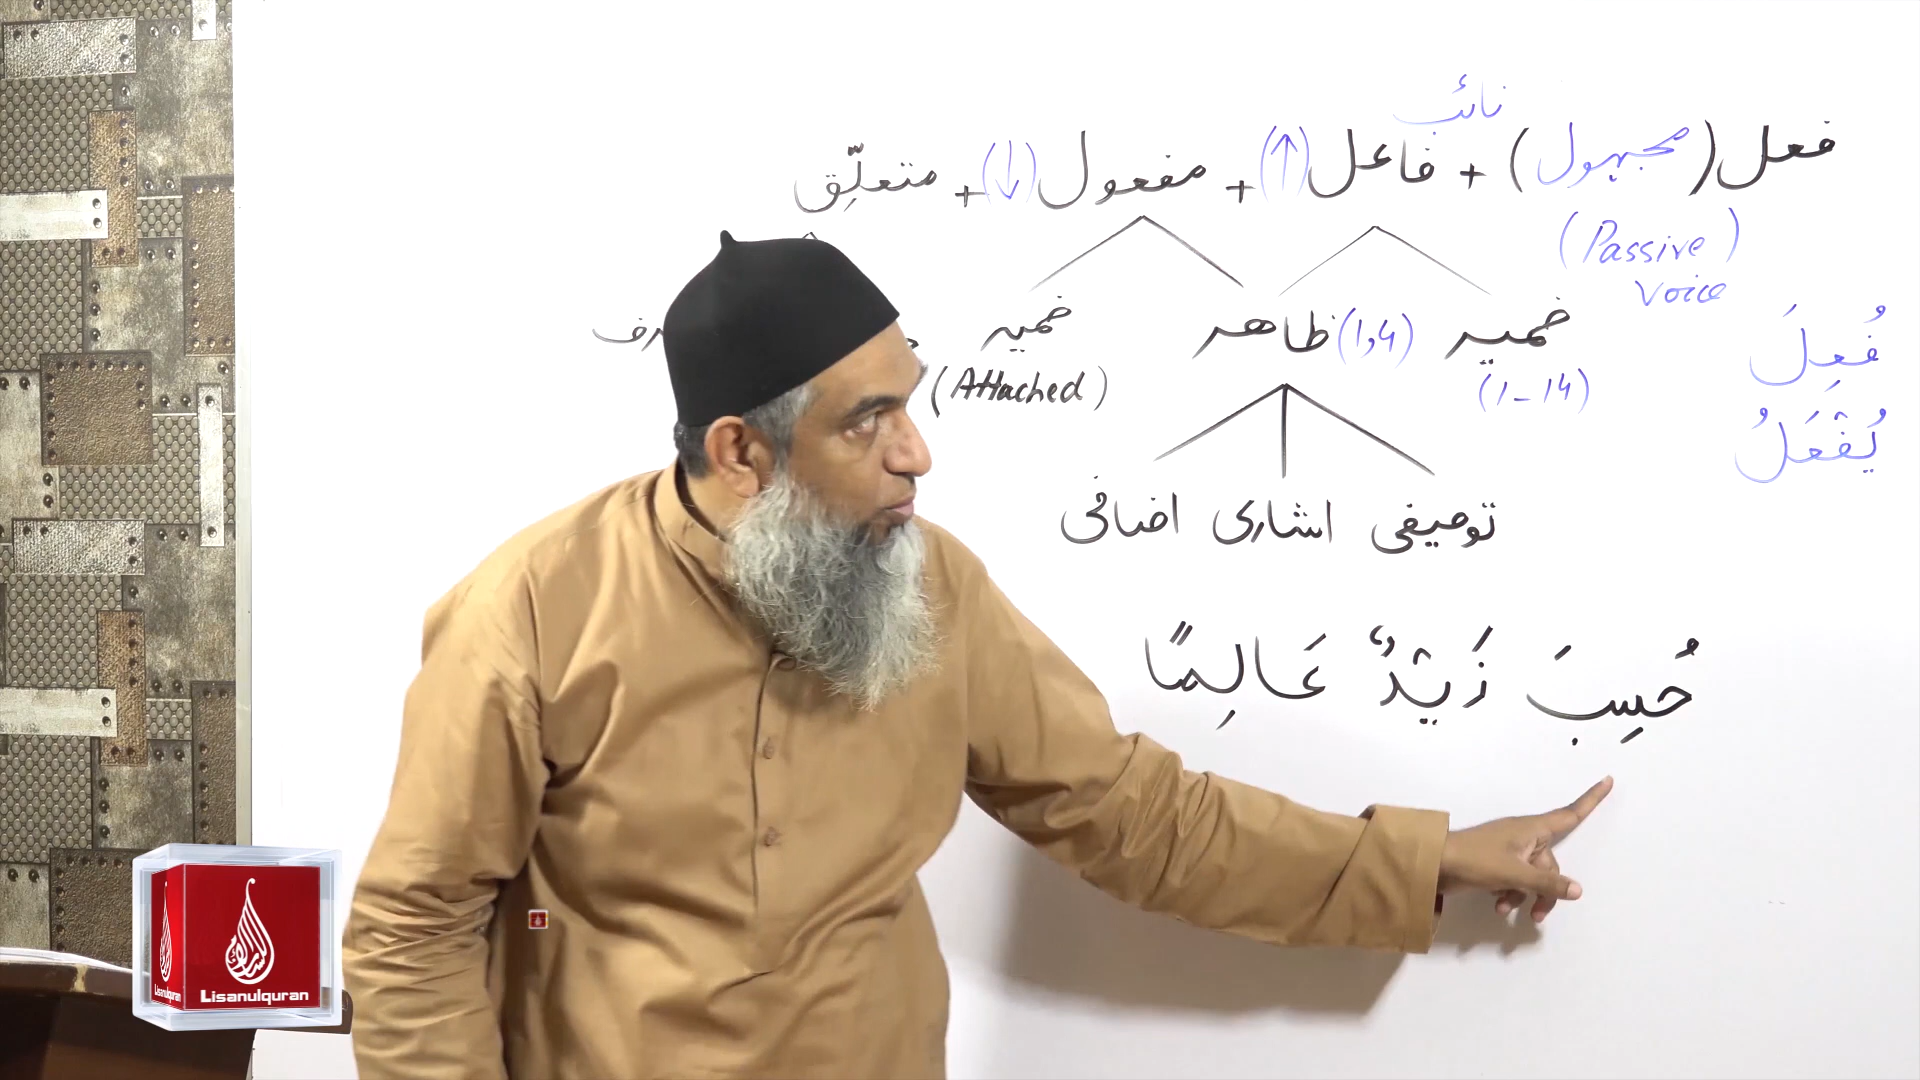 نائب
فعل (مجہول) + فاعل (↑) + مفعول (↓) + متعلِّق
(Passive Voice)
ضمیر (1-14)
ظاهر (1,4)
ضمیر (Attached)
فُعِلَ
يُفْعَلُ
توصیفی اشاری اضافی
حُسِبَ زَيْدٌ عَالِمًا
Lisanulquran